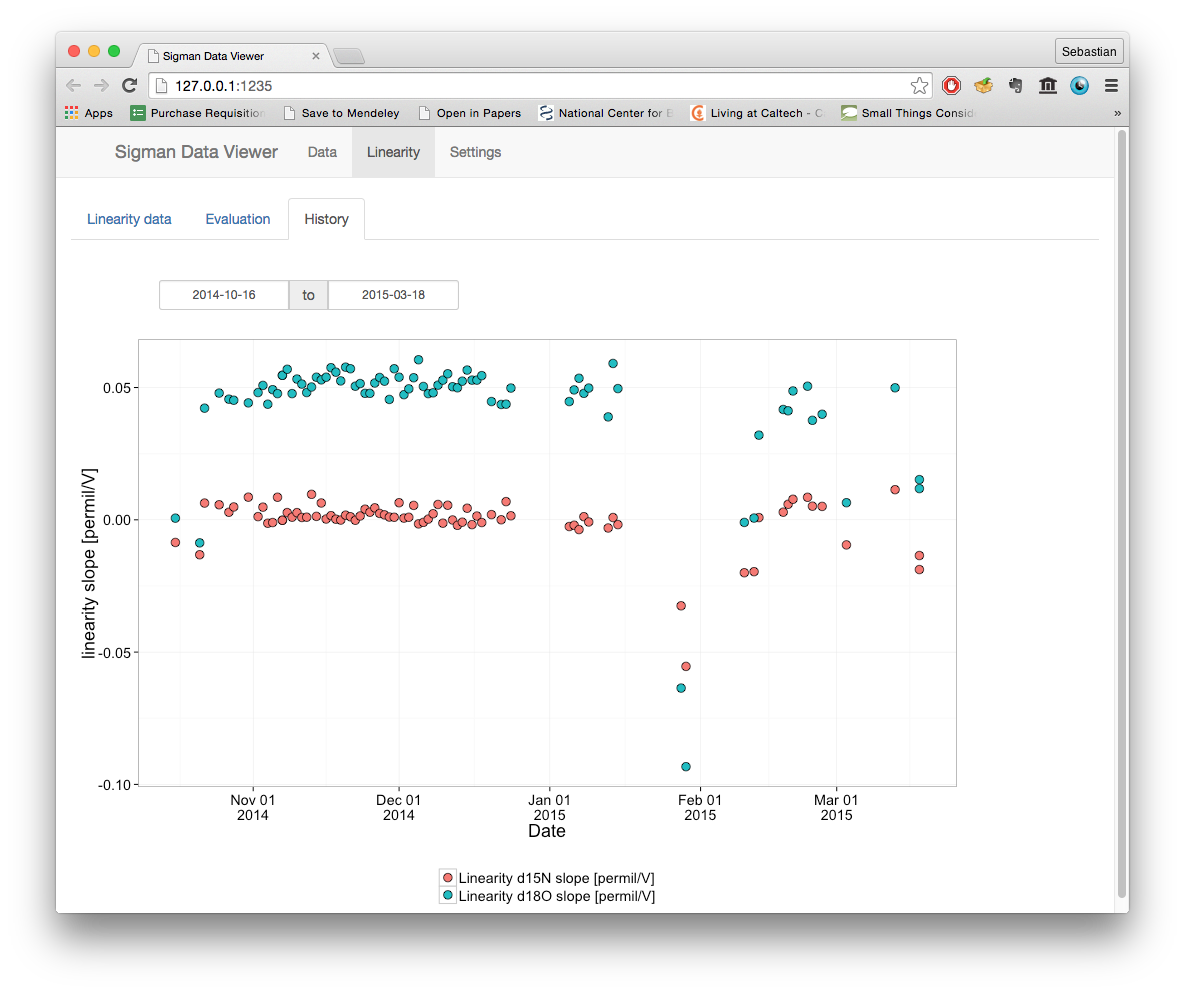 Sigman Data Viewer
Sebastian
127.0.0.1:1235
Apps Purchase Requisition Save to Mendeley Open in Papers National Center for B Living at Caltech - C Small Things Consid »
Sigman Data Viewer Data Linearity Settings
Linearity data Evaluation History
2014-10-16 to 2015-03-18
0.05
0.00
-0.05
-0.10
linearity slope [permil/V]
Nov 01 Dec 01 Jan 01 Feb 01 Mar 01
2014 2014 2015 2015 2015
Date
Linearity d15N slope [permil/V]
Linearity d18O slope [permil/V]